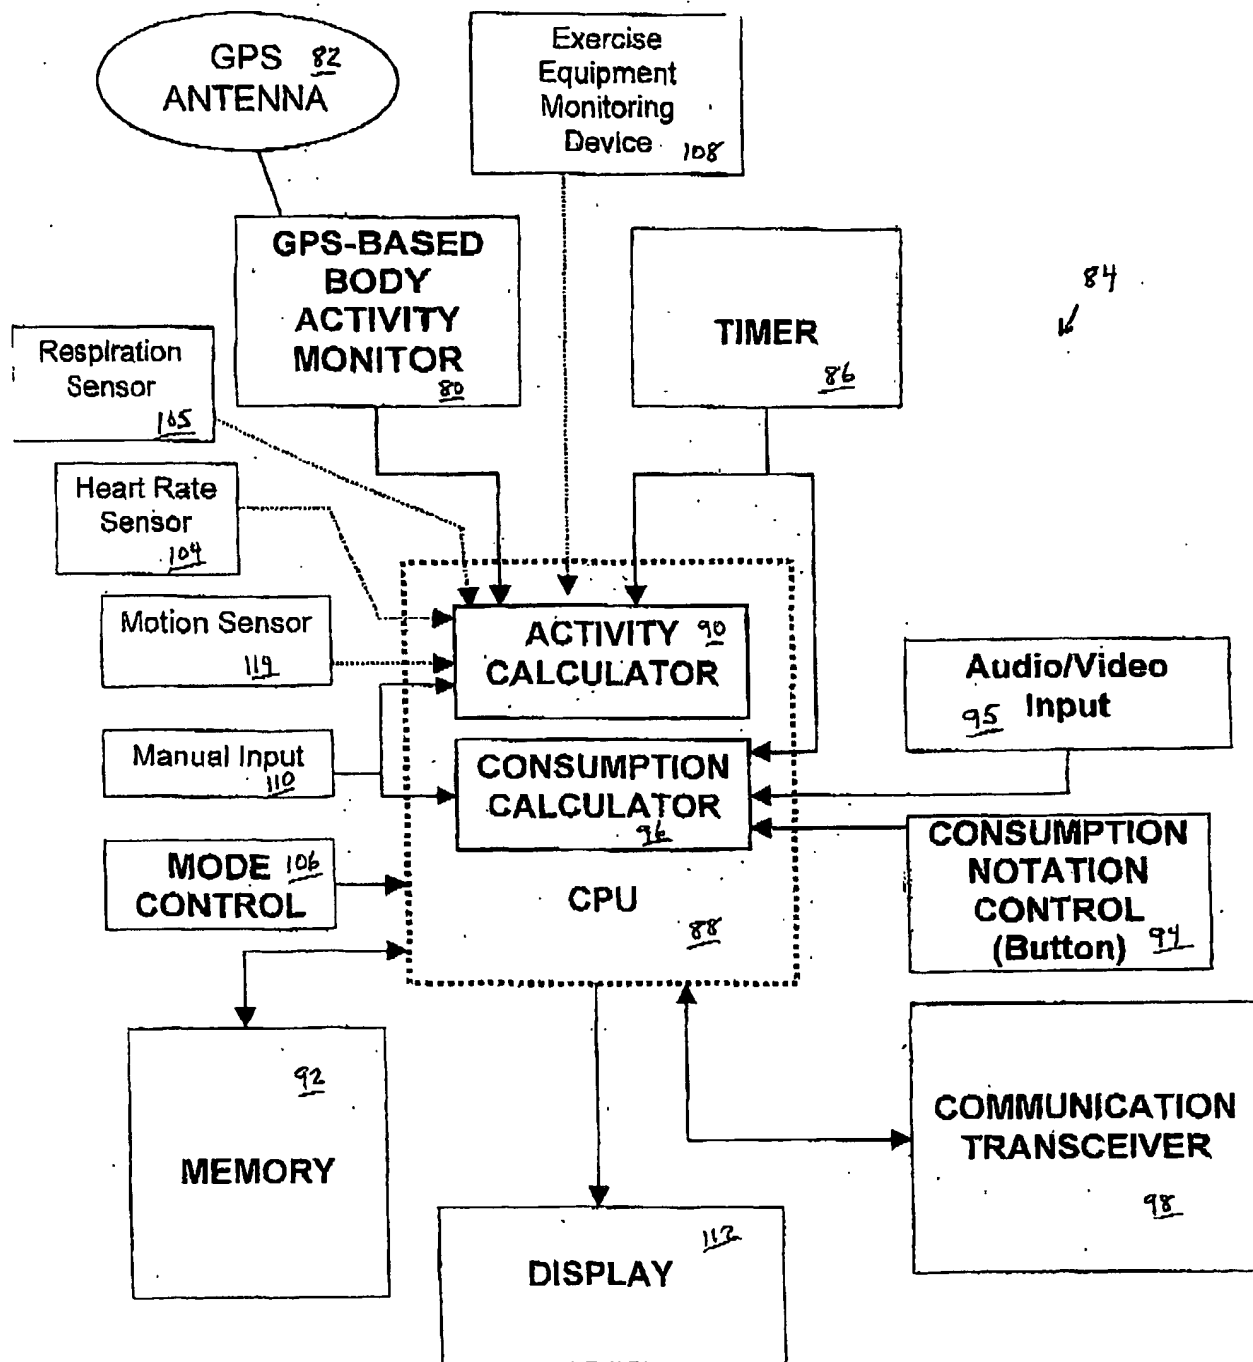 GPS 82
ANTENNA
Exercise
Equipment
Monitoring
Device 108
GPS-BASED
BODY
ACTIVITY
MONITOR
80
TIMER
86
84
Respiration
Sensor
105
Heart Rate
Sensor
104
Motion Sensor
119
Manual Input
110
MODE 106
CONTROL
ACTIVITY 90
CALCULATOR
CONSUMPTION
CALCULATOR
96
CPU
88
Audio/Video
95 Input
CONSUMPTION
NOTATION
CONTROL
(Button) 94
92
MEMORY
COMMUNICATION
TRANSCEIVER
98
112
DISPLAY